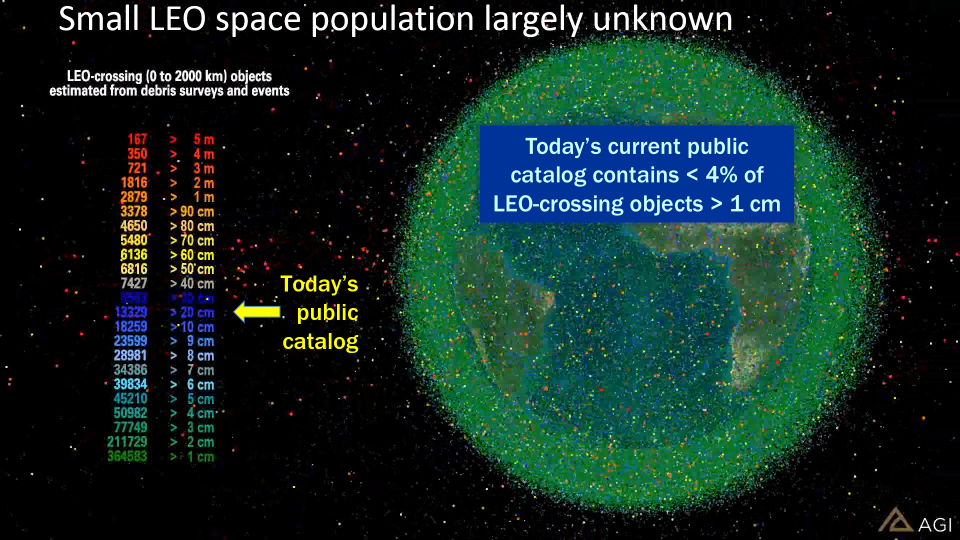 Small LEO space population largely unknown
LEO-crossing (0 to 2000 km) objects
estimated from debris surveys and events
167 > 5 m
350 > 4 m
721 > 3 m
1816 > 2 m
2879 > 1 m
3378 > 90 cm
4650 > 80 cm
5480 > 70 cm
6136 > 60 cm
6816 > 50 cm
7427 > 40 cm
> 30 cm
13329 > 20 cm
18259 > 10 cm
23599 > 9 cm
28981 > 8 cm
34386 > 7 cm
39834 > 6 cm
45210 > 5 cm
50982 > 4 cm
77749 > 3 cm
211729 > 2 cm
364583 > 1 cm
Today's
public
catalog
Today's current public
catalog contains < 4% of
LEO-crossing objects > 1 cm
AGI